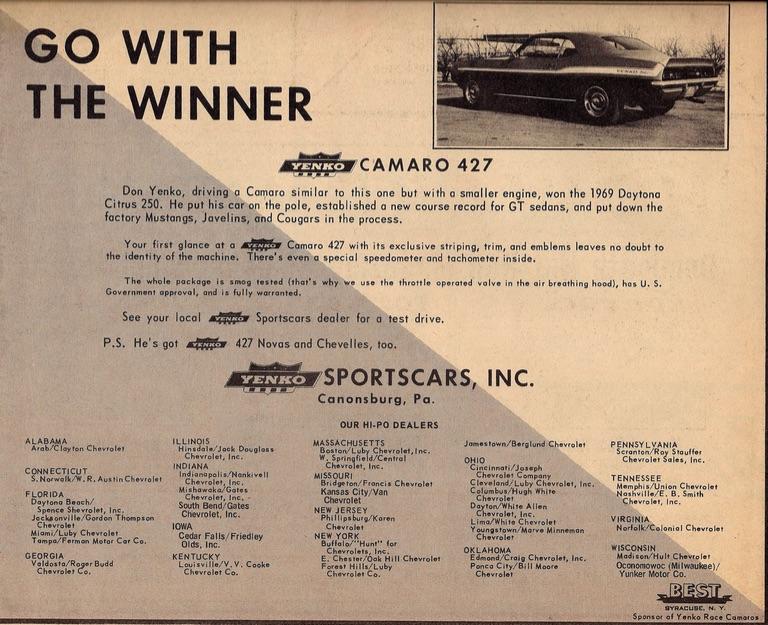 GO WITH
THE WINNER
YENKO CAMARO 427
Don Yenko, driving a Camaro similar to this one but with a smaller engine, won the 1969 Daytona
Citrus 250. He put his car on the pole, established a new course record for GT sedans, and put down the
factory Mustangs, Javelins, and Cougars in the process.
Your first glance at a YENKO Camaro 427 with its exclusive striping, trim, and emblems leaves no doubt to
the identity of the machine. There's even a special speedometer and tachometer inside.
The whole package is smog tested (that's why we use the throttle operated valve in the air breathing hood), has U. S.
Government approval, and is fully warranted.
See your local YENKO Sportscars dealer for a test drive.
P.S. He's got YENKO 427 Novas and Chevelles, too.
YENKO SPORTSCARS, INC.
Canonsburg, Pa.
OUR HI-PO DEALERS
ALABAMA
Arab/Clayton Chevrolet
CONNECTICUT
S. Norwalk/W. R. Austin Chevrolet
FLORIDA
Daytona Beach/
Spence Shevrolet, Inc.
Jacksonville/Gordon Thompson
Chevrolet
Miami/Luby Chevrolet
Tampa/Ferman Motor Car Co.
GEORGIA
Valdosta/Roger Budd
Chevrolet Co.
ILLINOIS
Hinsdale/Jack Douglass
Chevrolet, Inc.
INDIANA
Indianapolis/Nankivell
Chevrolet, Inc.
Mishawaka/Gates
Chevrolet, Inc.
South Bend/Gates
Chevrolet, Inc.
IOWA
Cedar Falls/Friedley
Olds, Inc.
KENTUCKY
Louisville/V. V. Cooke
Chevrolet Co.
MASSACHUSETTS
Boston/Luby Chevrolet, Inc.
W. Springfield/Central
Chevrolet, Inc.
MISSOURI
Bridgeton/Francis Chevrolet
Kansas City/Van
Chevrolet
NEW JERSEY
Phillipsburg/Karen
Chevrolet
NEW YORK
Buffalo/"Hunt" for
Chevrolets, Inc.
E. Chester/Oak Hill Chevrolet
Forest Hills/Luby
Chevrolet Co.
Jamestown/Berglund Chevrolet
OHIO
Cincinnati/Joseph
Chevrolet Company
Cleveland/Luby Chevrolet, Inc.
Columbus/Hugh White
Chevrolet
Dayton/White Allen
Chevrolet, Inc.
Lima/White Chevrolet
Youngstown/Marve Minneman
Chevrolet
OKLAHOMA
Edmond/Craig Chevrolet, Inc.
Ponca City/Bill Moore
Chevrolet
PENNSYLVANIA
Scranton/Roy Stauffer
Chevrolet Sales, Inc.
TENNESSEE
Memphis/Union Chevrolet
Nashville/E. B. Smith
Chevrolet, Inc.
VIRGINIA
Norfolk/Colonial Chevrolet
WISCONSIN
Madison/Hult Chevrolet
Oconomowoc (Milwaukee)/
Yunker Motor Co.
BEST
SYRACUSE, N. Y.
Sponsor of Yenko Race Camaros